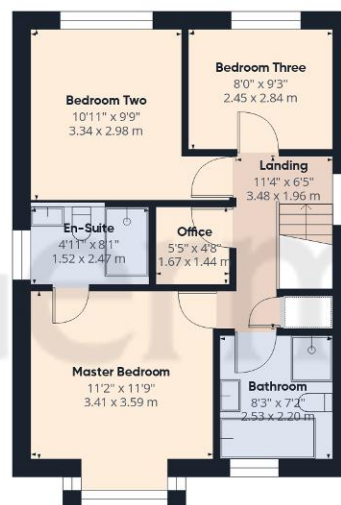 Bedroom Two
10'11" x 9'9"
3.34 x 2.98 m
Bedroom Three
8'0" x 9'3"
2.45 x 2.84 m
Landing
11'4" x 6'5"
3.48 x 1.96 m
En-Suite
4'11" x 8'1"
1.52 x 2.47 m
Office
5'5" x 4'8"
1.67 x 1.44 m
Master Bedroom
11'2" x 11'9"
3.41 x 3.59 m
Bathroom
8'3" x 7'2"
2.53 x 2.20 m